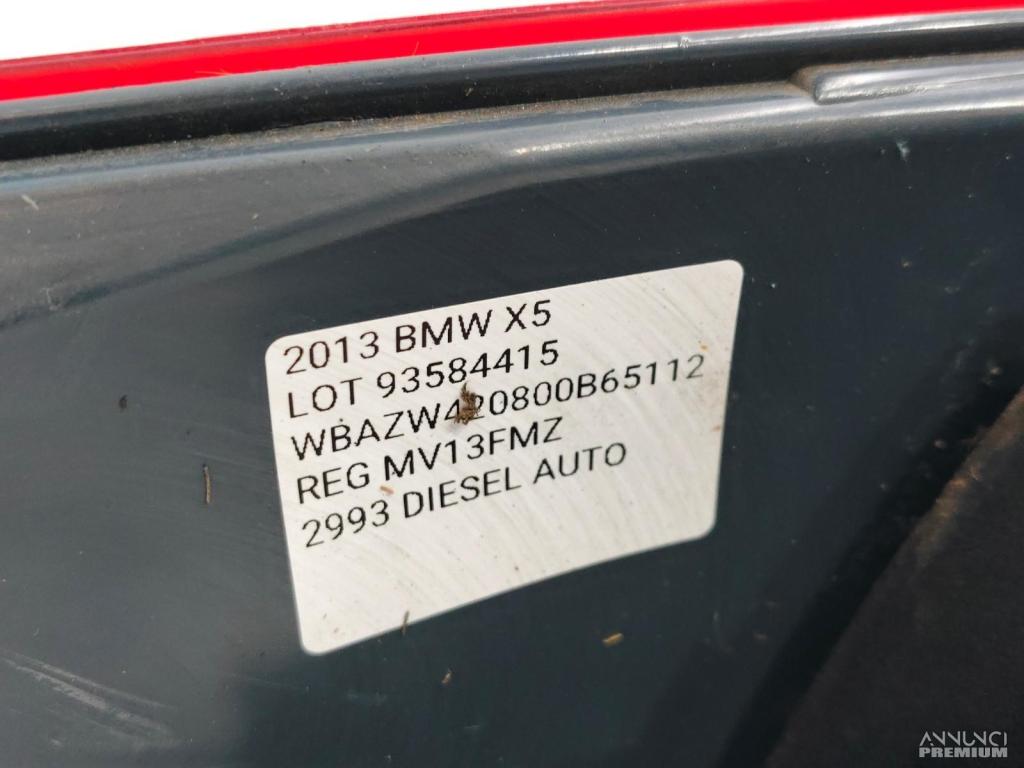 2013 BMW X5
LOT 93584415
WBAZW420800B65112
REG MV13FMZ
2993 DIESEL AUTO
ANNUNCI
PREMIUM